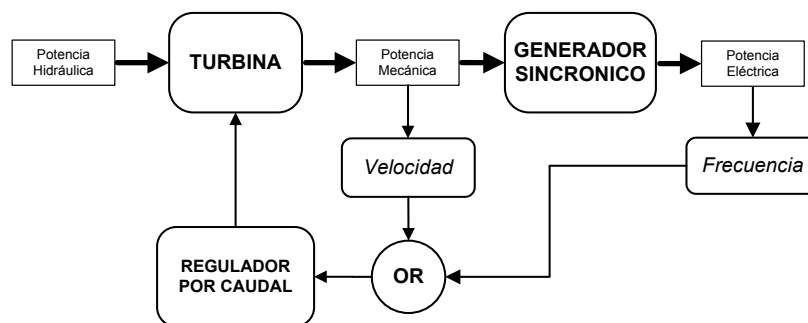 Potencia
Hidráulica
TURBINA
Potencia
Mecánica
GENERADOR
SINCRONICO
Potencia
Eléctrica
Velocidad
Frecuencia
REGULADOR
POR CAUDAL
OR